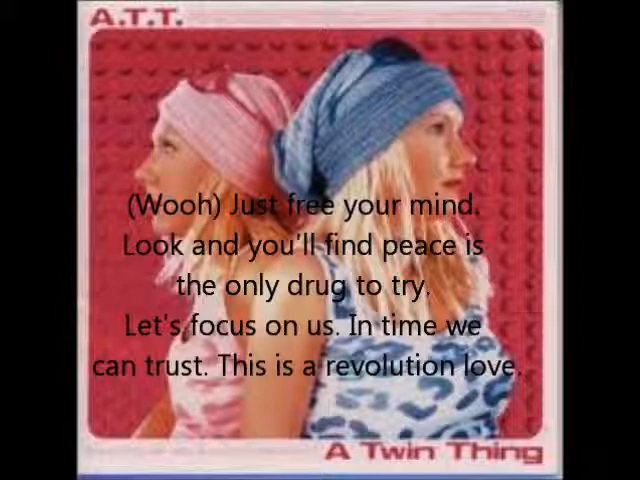 A.T.T.
(Wooh) Just free your mind.
Look and you'll find peace is
the only drug to try.
Let's focus on us. In time we
can trust. This is a revolution love.
A Twin Thing